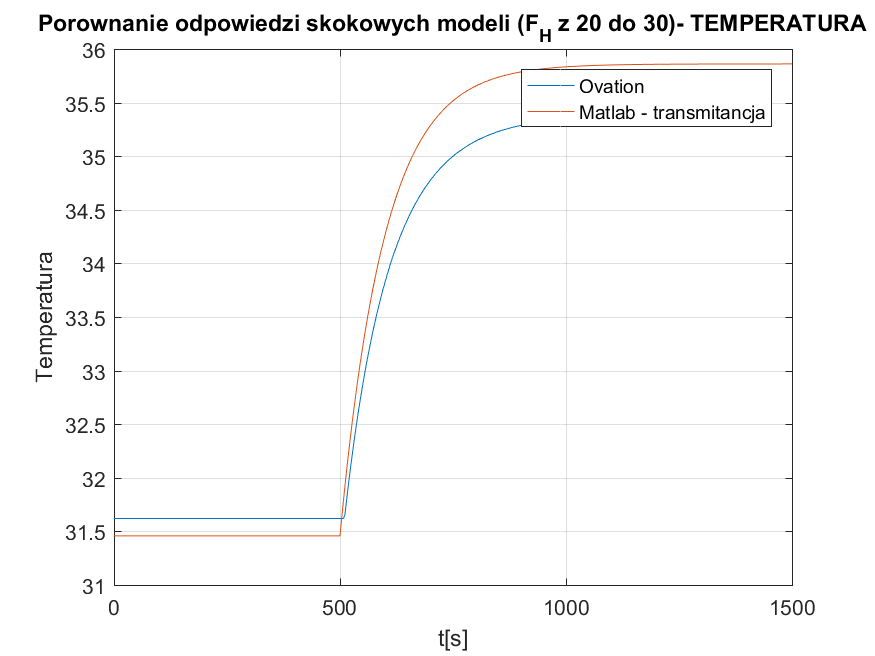 Porownanie odpowiedzi skokowych modeli (F_H z 20 do 30)- TEMPERATURA
36
35.5
35
34.5
34
33.5
33
32.5
32
31.5
31
Temperatura
Ovation
Matlab - transmitancja
0 500 1000 1500
t[s]